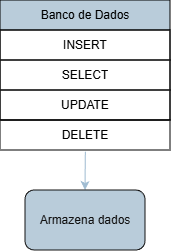 Banco de Dados
INSERT
SELECT
UPDATE
DELETE
Armazena dados